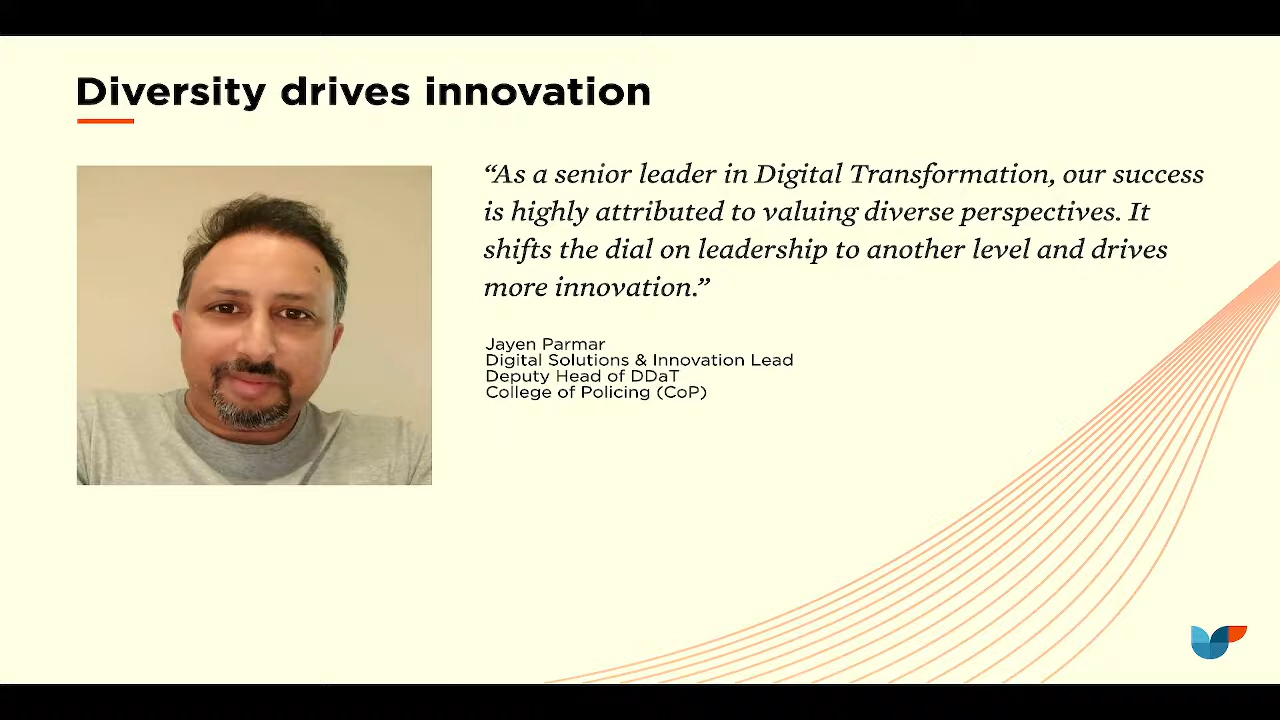 Diversity drives innovation
“As a senior leader in Digital Transformation, our success
is highly attributed to valuing diverse perspectives. It
shifts the dial on leadership to another level and drives
more innovation.”
Jayen Parmar
Digital Solutions & Innovation Lead
Deputy Head of DDaT
College of Policing (CoP)